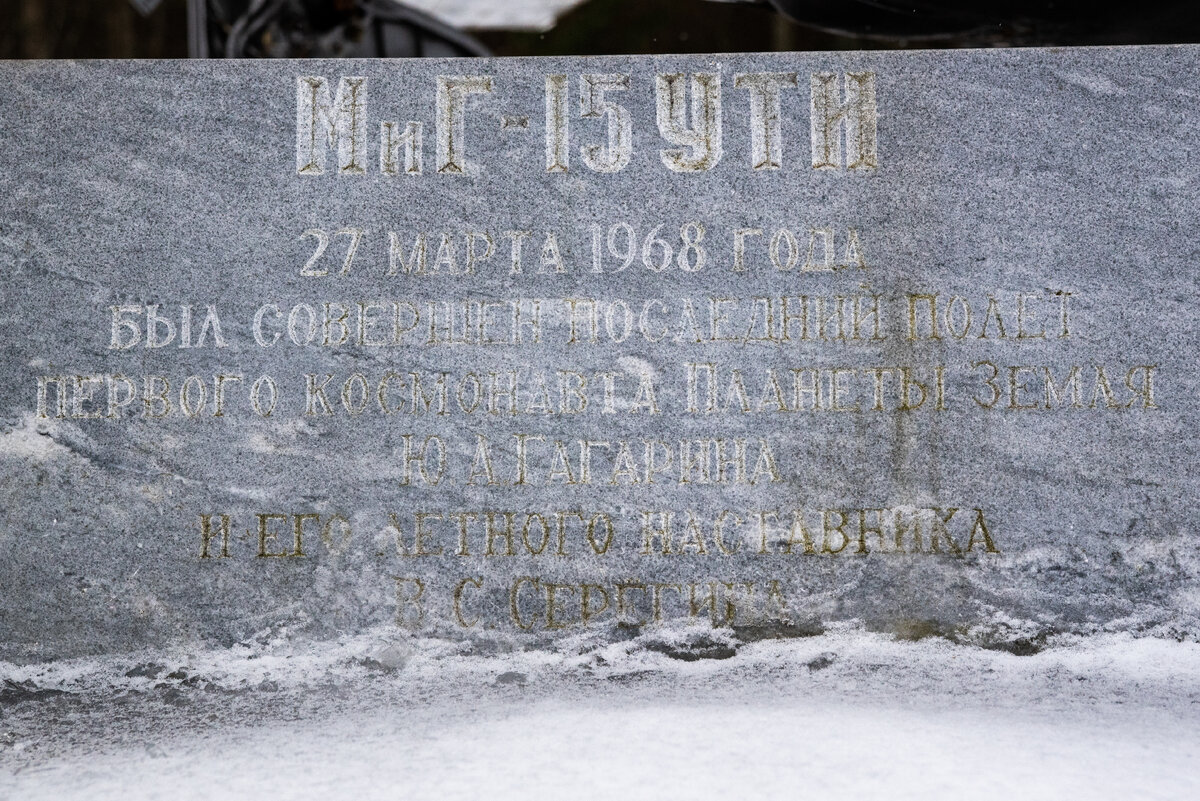 МиГ-15УТИ
27 МАРТА 1968 ГОДА
БЫЛ СОВЕРШЕН ПОСЛЕДНИЙ ПОЛЕТ
ПЕРВОГО КОСМОНАВТА ПЛАНЕТЫ ЗЕМЛЯ
Ю.А.ГАГАРИНА
И ЕГО ЛЕТНОГО НАСТАВНИКА
В.С.СЕРЕГИНА